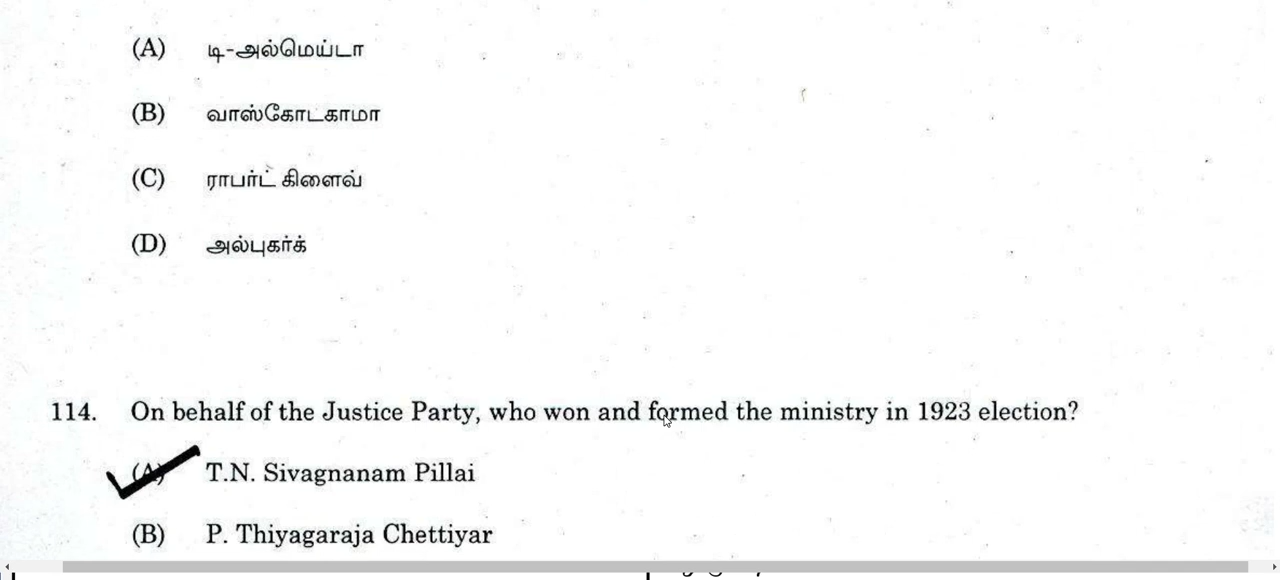 (A) டி-அல்மெய்டா
(B) வாஸ்கோடகாமா
(C) ராபர்ட் கிளைவ்
(D) அல்புகர்க்
114. On behalf of the Justice Party, who won and formed the ministry in 1923 election?
(A) T.N. Sivagnanam Pillai
(B) P. Thiyagaraja Chettiyar